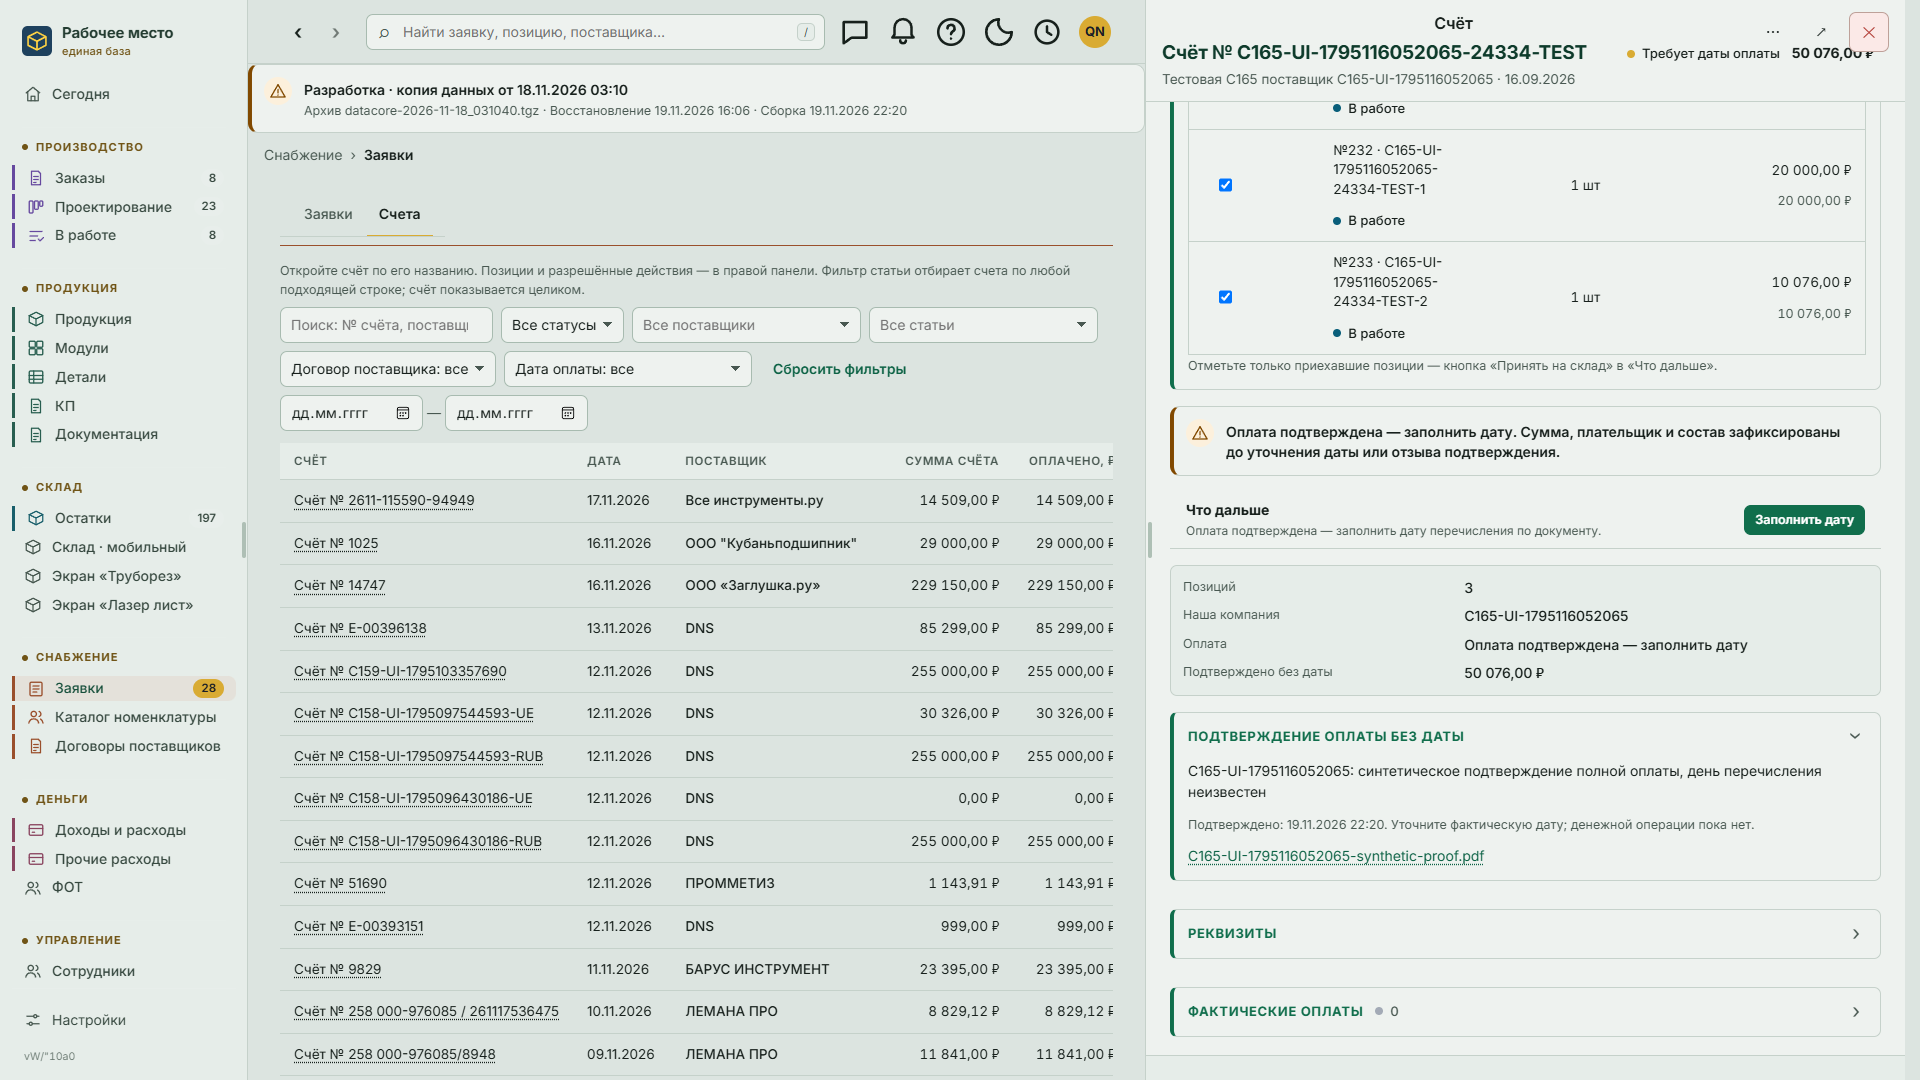 Рабочее место
единая база
Сегодня
ПРОИЗВОДСТВО
Заказы 8
Проектирование 23
В работе 8
ПРОДУКЦИЯ
Продукция
Модули
Детали
КП
Документация
СКЛАД
Остатки 197
Склад · мобильный
Экран «Труборез»
Экран «Лазер лист»
СНАБЖЕНИЕ
Заявки 28
Каталог номенклатуры
Договоры поставщиков
ДЕНЬГИ
Доходы и расходы
Прочие расходы
ФОТ
УПРАВЛЕНИЕ
Сотрудники
Настройки
vW/"10a0
Найти заявку, позицию, поставщика... /
QN
Разработка · копия данных от 18.11.2026 03:10
Архив datacore-2026-11-18_031040.tgz · Восстановление 19.11.2026 16:06 · Сборка 19.11.2026 22:20
Снабжение › Заявки
Заявки Счета
Откройте счёт по его названию. Позиции и разрешённые действия — в правой панели. Фильтр статьи отбирает счета по любой
подходящей строке; счёт показывается целиком.
Поиск: № счёта, поставщи Все статусы Все поставщики Все статьи
Договор поставщика: все Дата оплаты: все Сбросить фильтры
дд.мм.гггг — дд.мм.гггг
СЧЁТ ДАТА ПОСТАВЩИК СУММА СЧЁТА ОПЛАЧЕНО, ₽
Счёт № 2611-115590-94949 17.11.2026 Все инструменты.ру 14 509,00 ₽ 14 509,00 ₽
Счёт № 1025 16.11.2026 ООО "Кубаньподшипник" 29 000,00 ₽ 29 000,00 ₽
Счёт № 14747 16.11.2026 ООО «Заглушка.ру» 229 150,00 ₽ 229 150,00 ₽
Счёт № E-00396138 13.11.2026 DNS 85 299,00 ₽ 85 299,00 ₽
Счёт № C159-UI-1795103357690 12.11.2026 DNS 255 000,00 ₽ 255 000,00 ₽
Счёт № C158-UI-1795097544593-UE 12.11.2026 DNS 30 326,00 ₽ 30 326,00 ₽
Счёт № C158-UI-1795097544593-RUB 12.11.2026 DNS 255 000,00 ₽ 255 000,00 ₽
Счёт № C158-UI-1795096430186-UE 12.11.2026 DNS 0,00 ₽ 0,00 ₽
Счёт № C158-UI-1795096430186-RUB 12.11.2026 DNS 255 000,00 ₽ 255 000,00 ₽
Счёт № 51690 12.11.2026 ПРОММЕТИЗ 1 143,91 ₽ 1 143,91 ₽
Счёт № E-00393151 12.11.2026 DNS 999,00 ₽ 999,00 ₽
Счёт № 9829 11.11.2026 БАРУС ИНСТРУМЕНТ 23 395,00 ₽ 23 395,00 ₽
Счёт № 258 000-976085 / 261117536475 10.11.2026 ЛЕМАНА ПРО 8 829,12 ₽ 8 829,12 ₽
Счёт № 258 000-976085/8948 09.11.2026 ЛЕМАНА ПРО 11 841,00 ₽ 11 841,00 ₽
Счёт
Счёт № C165-UI-1795116052065-24334-TEST Требует даты оплаты 50 076,00 ₽
Тестовая C165 поставщик C165-UI-1795116052065 · 16.09.2026
В работе
№232 · C165-UI-
1795116052065-
24334-TEST-1
1 шт
20 000,00 ₽
20 000,00 ₽
В работе
№233 · C165-UI-
1795116052065-
24334-TEST-2
1 шт
10 076,00 ₽
10 076,00 ₽
В работе
Отметьте только приехавшие позиции — кнопка «Принять на склад» в «Что дальше».
Оплата подтверждена — заполнить дату. Сумма, плательщик и состав зафиксированы
до уточнения даты или отзыва подтверждения.
Что дальше
Оплата подтверждена — заполнить дату перечисления по документу.
Заполнить дату
Позиций 3
Наша компания C165-UI-1795116052065
Оплата Оплата подтверждена — заполнить дату
Подтверждено без даты 50 076,00 ₽
ПОДТВЕРЖДЕНИЕ ОПЛАТЫ БЕЗ ДАТЫ
C165-UI-1795116052065: синтетическое подтверждение полной оплаты, день перечисления
неизвестен
Подтверждено: 19.11.2026 22:20. Уточните фактическую дату; денежной операции пока нет.
C165-UI-1795116052065-synthetic-proof.pdf
РЕКВИЗИТЫ
ФАКТИЧЕСКИЕ ОПЛАТЫ 0